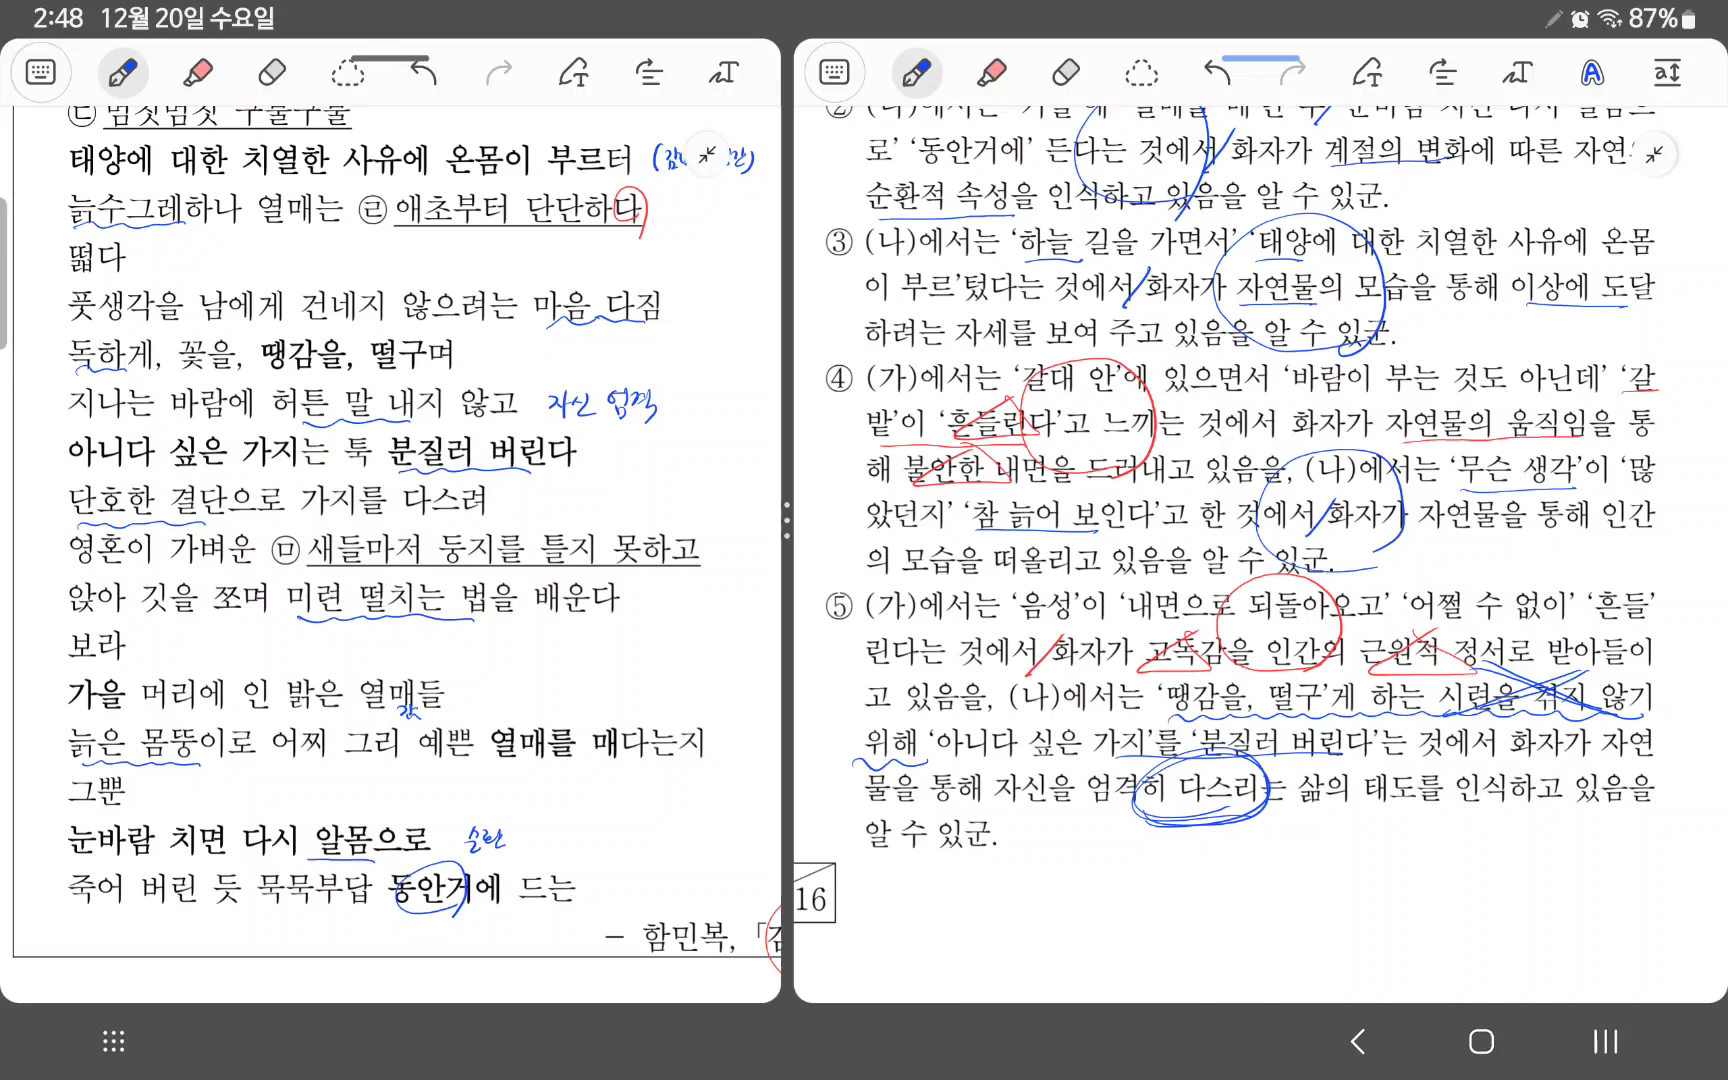 2:48 12월 20일 수요일
87%
㉢ 멈칫멈칫 구불구불
태양에 대한 치열한 사유에 온몸이 부르터
늙수그레하나 열매는 ㉣ 애초부터 단단하다
떫다
풋생각을 남에게 건네지 않으려는 마음 다짐
독하게, 꽃을, 땡감을, 떨구며
지나는 바람에 허튼 말 내지 않고 자신 엄격
아니다 싶은 가지는 툭 분질러 버린다
단호한 결단으로 가지를 다스려
영혼이 가벼운 ㉤ 새들마저 둥지를 틀지 못하고
앉아 깃을 쪼며 미련 떨치는 법을 배운다
보라
가을 머리에 인 밝은 열매들
늙은 몸뚱이로 어찌 그리 예쁜 열매를 매다는지
그뿐
눈바람 치면 다시 알몸으로
죽어 버린 듯 묵묵부답 동안거에 드는
- 함민복, 「감
로’ ‘동안거에’ 든다는 것에서 화자가 계절의 변화에 따른 자연
순환적 속성을 인식하고 있음을 알 수 있군.
③ (나)에서는 ‘하늘 길을 가면서’ ‘태양에 대한 치열한 사유에 온몸
이 부르’텄다는 것에서 화자가 자연물의 모습을 통해 이상에 도달
하려는 자세를 보여 주고 있음을 알 수 있군.
④ (가)에서는 ‘갈대 안’에 있으면서 ‘바람이 부는 것도 아닌데’ ‘갈
밭’이 ‘흔들린다’고 느끼는 것에서 화자가 자연물의 움직임을 통
해 불안한 내면을 드러내고 있음을, (나)에서는 ‘무슨 생각’이 ‘많
았던지’ ‘참 늙어 보인다’고 한 것에서 화자가 자연물을 통해 인간
의 모습을 떠올리고 있음을 알 수 있군.
⑤ (가)에서는 ‘음성’이 ‘내면으로 되돌아오고’ ‘어쩔 수 없이’ ‘흔들’
린다는 것에서 화자가 고독감을 인간의 근원적 정서로 받아들이
고 있음을, (나)에서는 ‘땡감을, 떨구’게 하는 시련을 겪지 않기
위해 ‘아니다 싶은 가지’를 ‘분질러 버린다’는 것에서 화자가 자연
물을 통해 자신을 엄격히 다스리는 삶의 태도를 인식하고 있음을
알 수 있군.
16